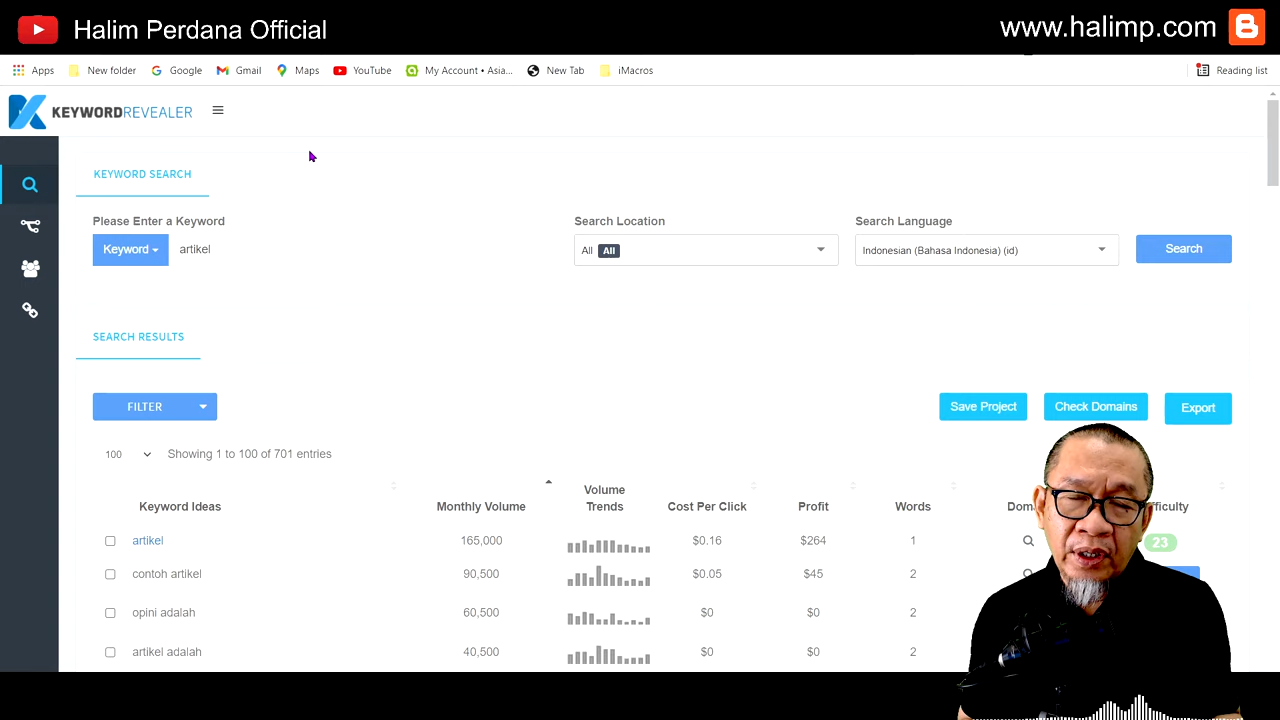 Halim Perdana Official
www.halimp.com
Apps New folder Google Gmail Maps YouTube My Account • Asia... New Tab iMacros Reading list
KEYWORDREVEALER
KEYWORD SEARCH
Please Enter a Keyword Search Location Search Language
Keyword artikel All All Indonesian (Bahasa Indonesia) (id) Search
SEARCH RESULTS
FILTER Save Project Check Domains Export
100 Showing 1 to 100 of 701 entries
Keyword Ideas Monthly Volume Volume Trends Cost Per Click Profit Words
artikel 165,000 $0.16 $264 1 23
contoh artikel 90,500 $0.05 $45 2
opini adalah 60,500 $0 $0 2
artikel adalah 40,500 $0 $0 2